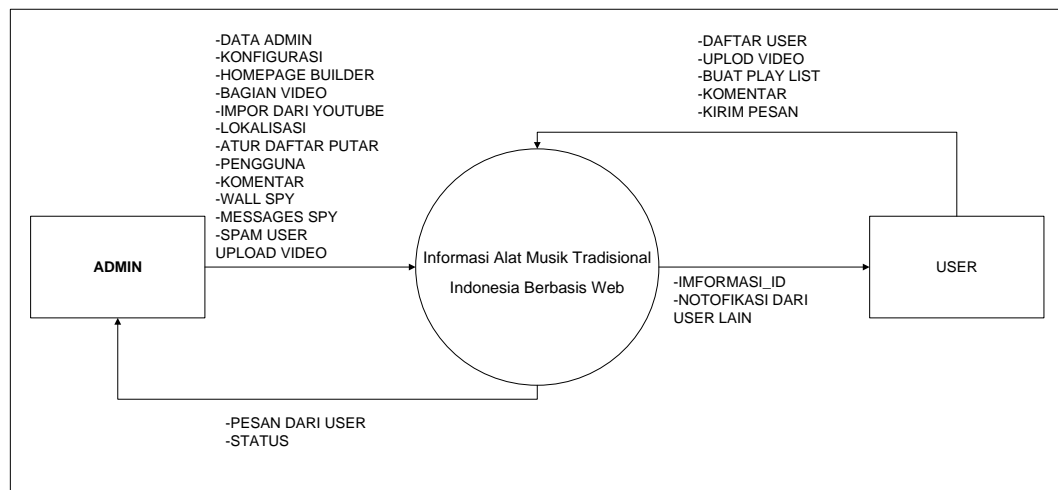 -DATA ADMIN
-KONFIGURASI
-HOMEPAGE BUILDER
-BAGIAN VIDEO
-IMPOR DARI YOUTUBE
-LOKALISASI
-ATUR DAFTAR PUTAR
-PENGGUNA
-KOMENTAR
-WALL SPY
-MESSAGES SPY
-SPAM USER
UPLOAD VIDEO
-DAFTAR USER
-UPLOD VIDEO
-BUAT PLAY LIST
-KOMENTAR
-KIRIM PESAN
ADMIN
Informasi Alat Musik Tradisional
Indonesia Berbasis Web
USER
-IMFORMASI_ID
-NOTOFIKASI DARI
USER LAIN
-PESAN DARI USER
-STATUS